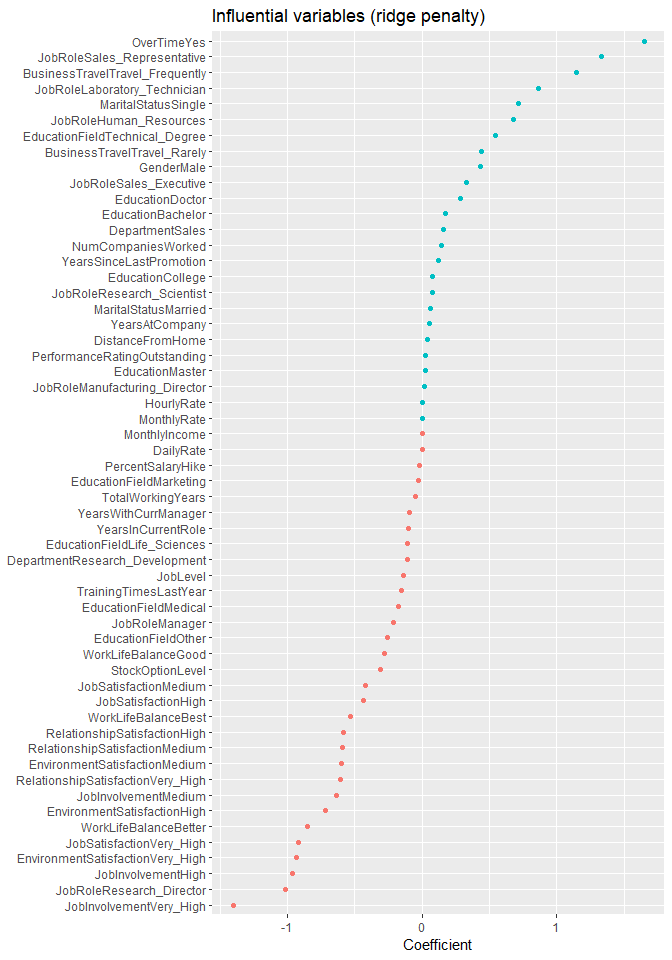 Influential variables (ridge penalty)
OverTimeYes
JobRoleSales_Representative
BusinessTravelTravel_Frequently
JobRoleLaboratory_Technician
MaritalStatusSingle
JobRoleHuman_Resources
EducationFieldTechnical_Degree
BusinessTravelTravel_Rarely
GenderMale
JobRoleSales_Executive
EducationDoctor
EducationBachelor
DepartmentSales
NumCompaniesWorked
YearsSinceLastPromotion
EducationCollege
JobRoleResearch_Scientist
MaritalStatusMarried
YearsAtCompany
DistanceFromHome
PerformanceRatingOutstanding
EducationMaster
JobRoleManufacturing_Director
HourlyRate
MonthlyRate
MonthlyIncome
DailyRate
PercentSalaryHike
EducationFieldMarketing
TotalWorkingYears
YearsWithCurrManager
YearsInCurrentRole
EducationFieldLife_Sciences
DepartmentResearch_Development
JobLevel
TrainingTimesLastYear
EducationFieldMedical
JobRoleManager
EducationFieldOther
WorkLifeBalanceGood
StockOptionLevel
JobSatisfactionMedium
JobSatisfactionHigh
WorkLifeBalanceBest
RelationshipSatisfactionHigh
RelationshipSatisfactionMedium
EnvironmentSatisfactionMedium
RelationshipSatisfactionVery_High
JobInvolvementMedium
EnvironmentSatisfactionHigh
WorkLifeBalanceBetter
JobSatisfactionVery_High
EnvironmentSatisfactionVery_High
JobInvolvementHigh
JobRoleResearch_Director
JobInvolvementVery_High
-1 0 1
Coefficient